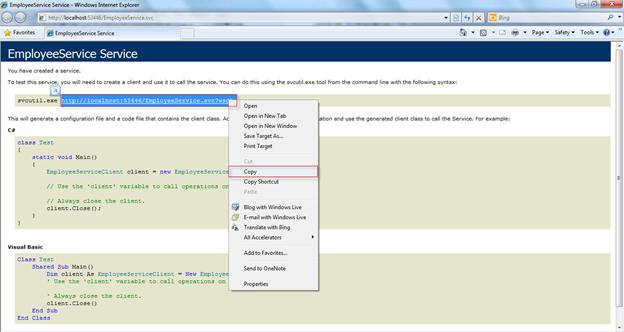 EmployeeService Service - Windows Internet Explorer
http://localhost:53446/EmployeeService.svc
Bing
Favorites
EmployeeService Service
Page
Safety
Tools
EmployeeService Service
You have created a service.
To test this service, you will need to create a client and use it to call the service. You can do this using the svcutil.exe tool from the command line with the following syntax:
svcutil.exe http://localhost:53446/EmployeeService.svc?wsd
This will generate a configuration file and a code file that contains the client class. Ad
ation and use the generated client class to call the Service. For example:
C#
class Test
{
static void Main()
{
EmployeeServiceClient client = new EmployeeService
// Use the 'client' variable to call operations on
// Always close the client.
client.Close();
}
}
Open
Open in New Tab
Open in New Window
Save Target As...
Print Target
Cut
Copy
Copy Shortcut
Paste
Blog with Windows Live
E-mail with Windows Live
Translate with Bing
All Accelerators
Add to Favorites...
Send to OneNote
Properties
Visual Basic
Class Test
Shared Sub Main()
Dim client As EmployeeServiceClient = New Employe
' Use the 'client' variable to call operations on
' Always close the client.
client.Close()
End Sub
End Class